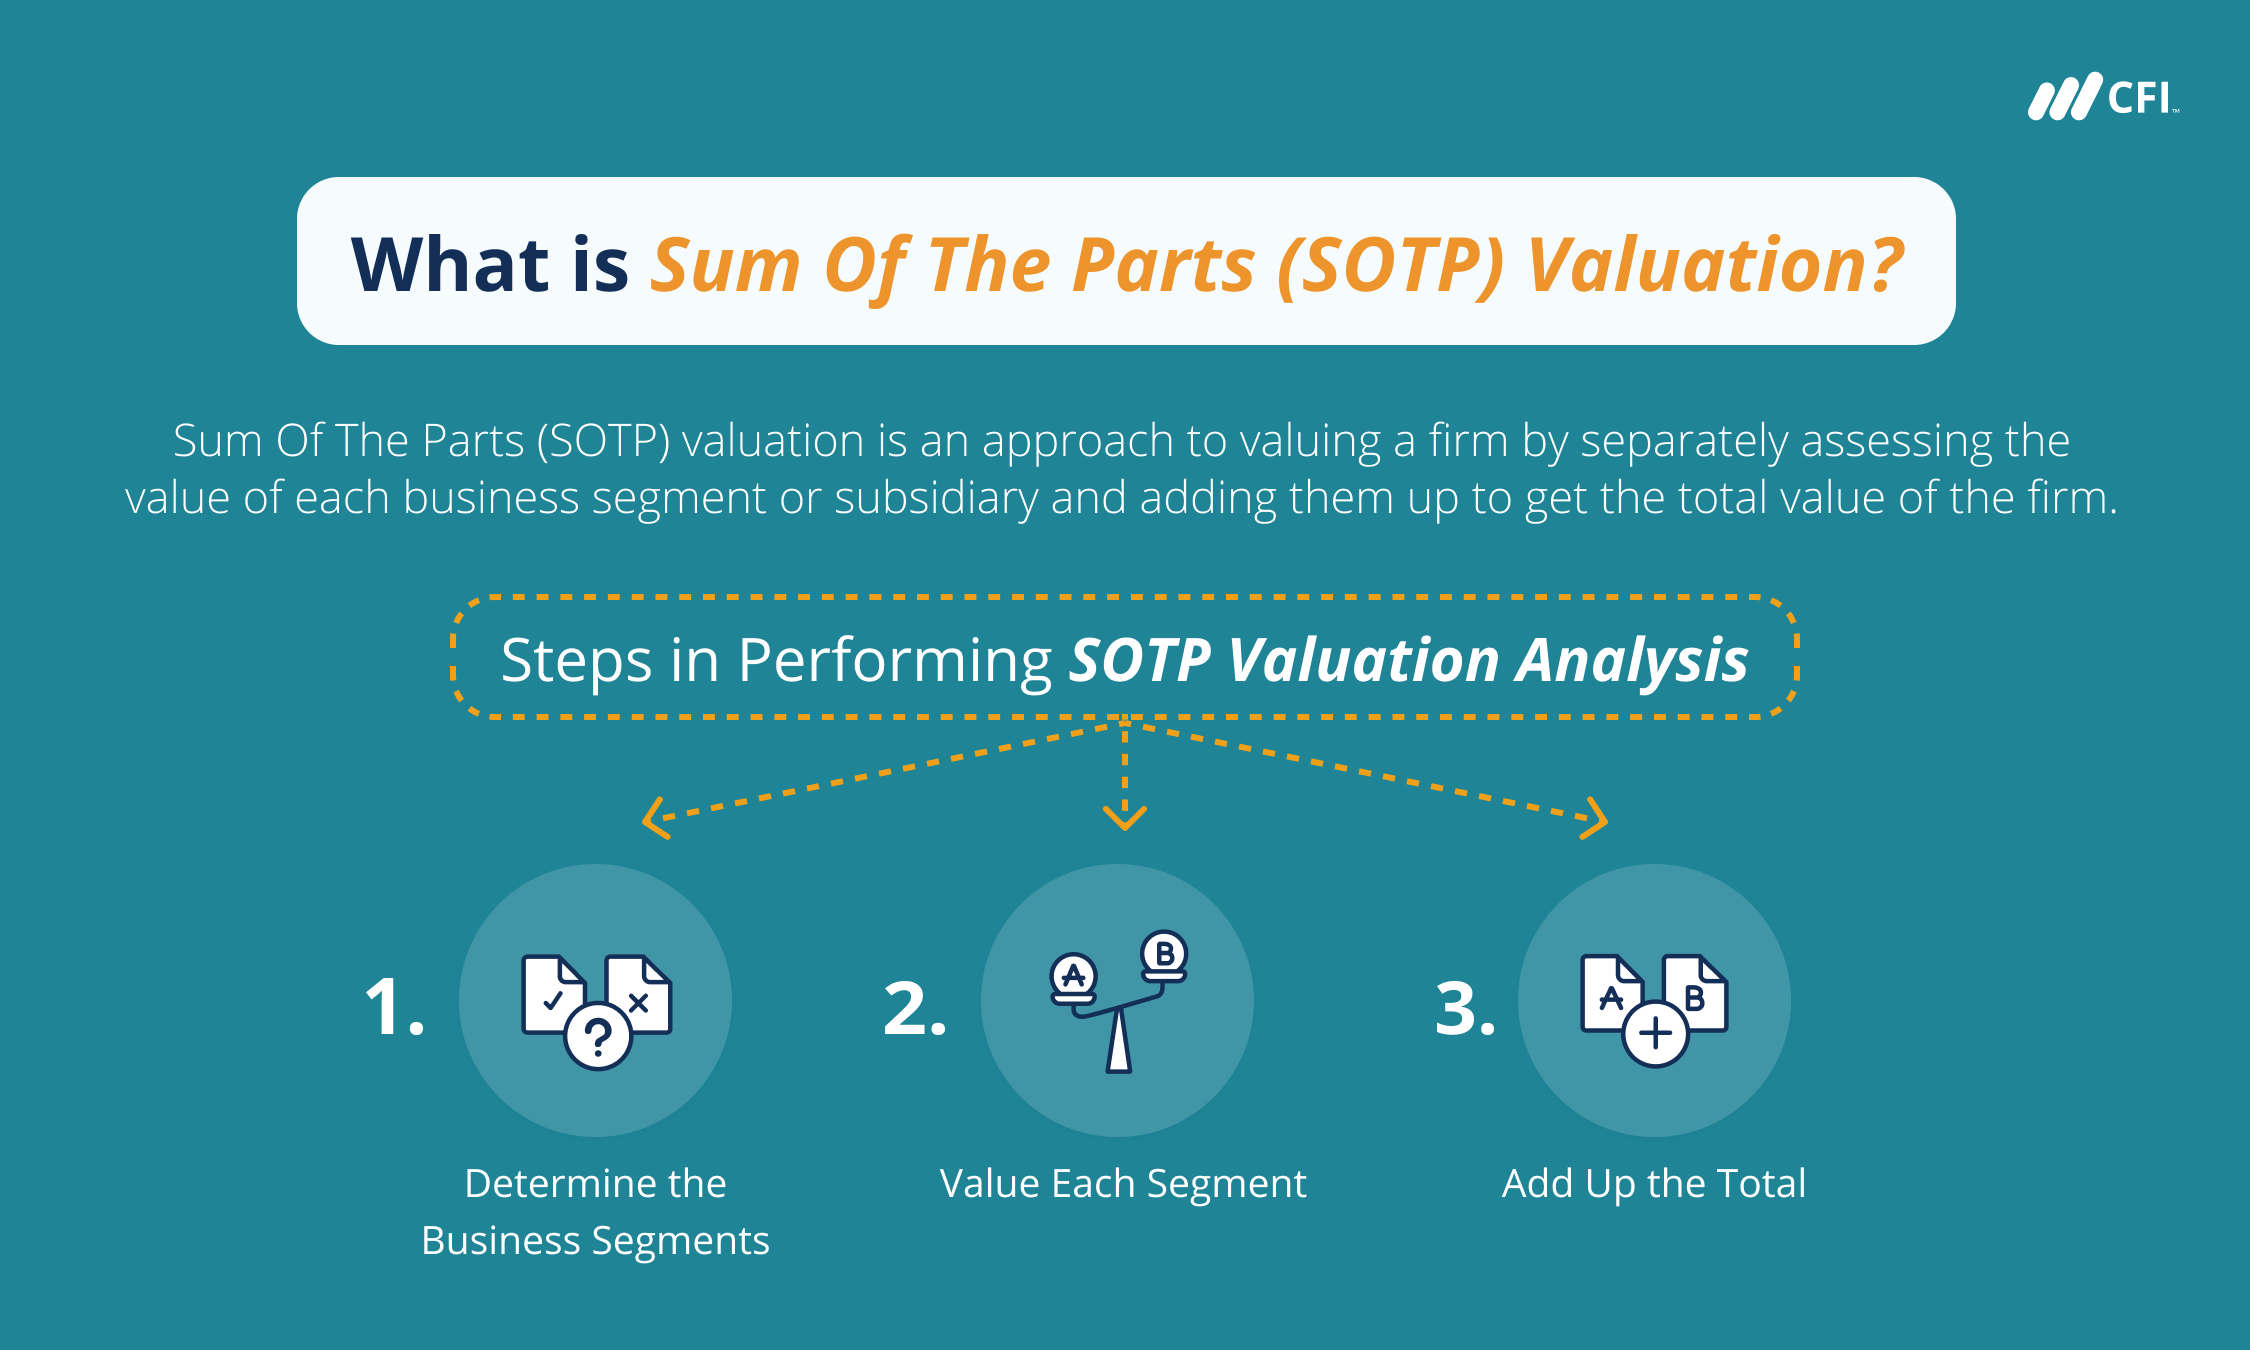 CFI™
What is Sum Of The Parts (SOTP) Valuation?
Sum Of The Parts (SOTP) valuation is an approach to valuing a firm by separately assessing the
value of each business segment or subsidiary and adding them up to get the total value of the firm.
Steps in Performing SOTP Valuation Analysis
1.
?
Determine the
Business Segments
2.
A
B
Value Each Segment
3.
A
B
+
Add Up the Total